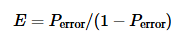 E = P_error/(1 − P_error)